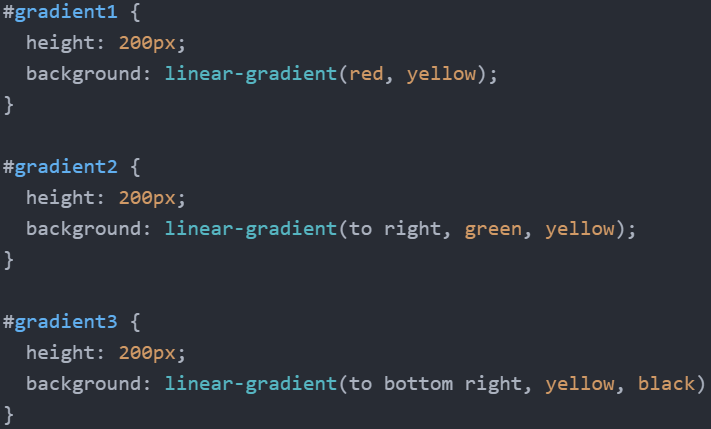 #gradient1 {
  height: 200px;
  background: linear-gradient(red, yellow);
}

#gradient2 {
  height: 200px;
  background: linear-gradient(to right, green, yellow);
}

#gradient3 {
  height: 200px;
  background: linear-gradient(to bottom right, yellow, black)
}